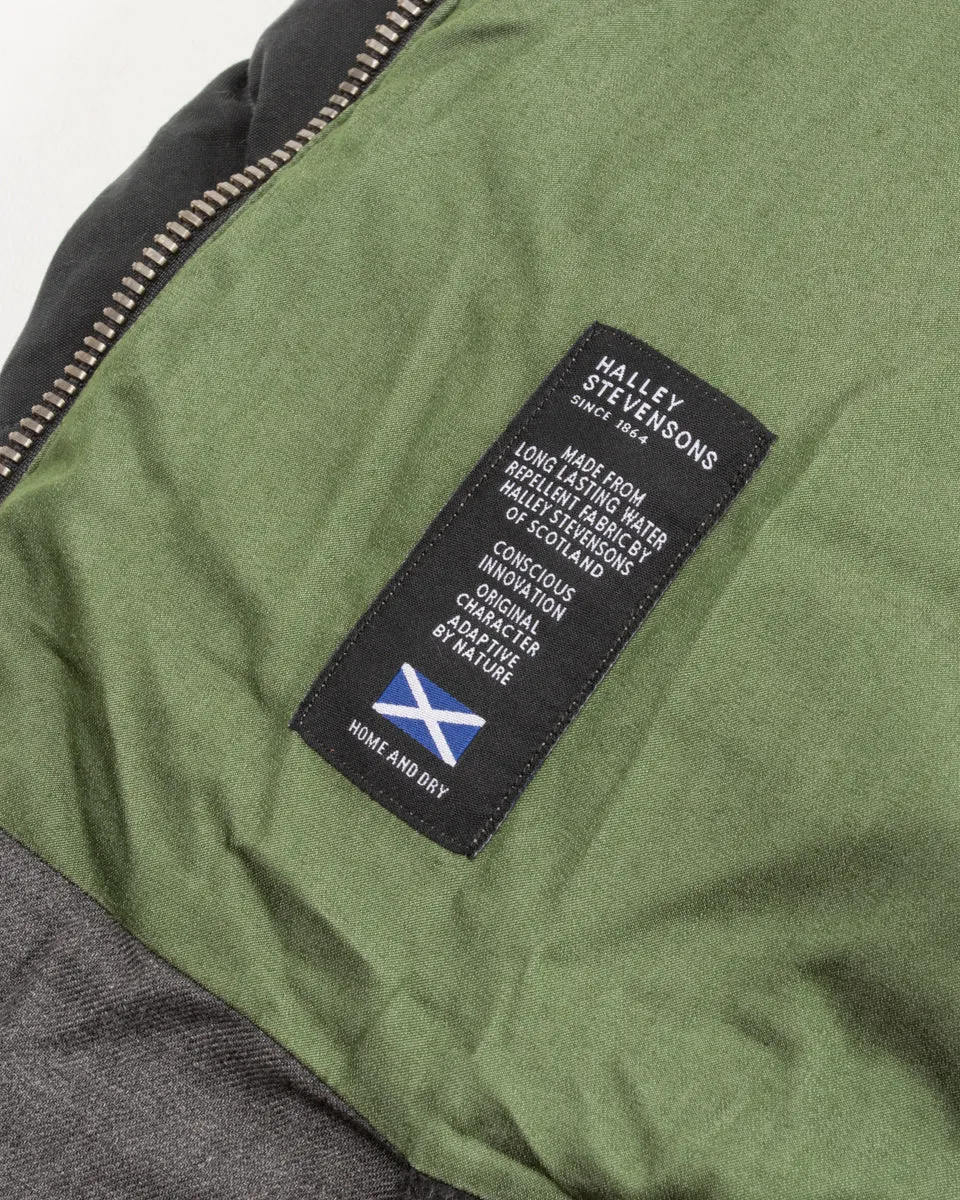 HALLEY
STEVENSONS
SINCE 1864
MADE FROM
LONG LASTING WATER
REPELLENT FABRIC BY
HALLEY STEVENSONS
OF SCOTLAND
CONSCIOUS
INNOVATION
ORIGINAL
CHARACTER
ADAPTIVE
BY NATURE
HOME AND DRY